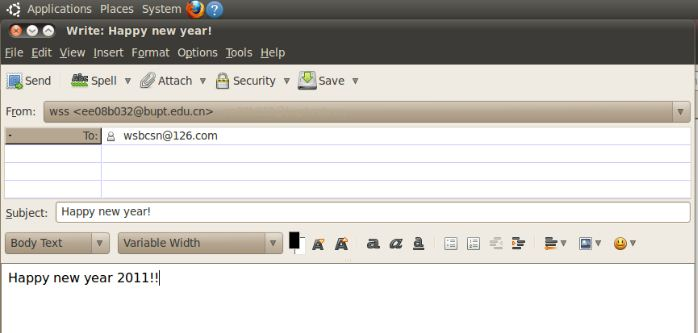 Applications Places System
Write: Happy new year!
File Edit View Insert Format Options Tools Help
Send Spell Attach Security Save
From: wss <ee08b032@bupt.edu.cn>
To: wsbcsn@126.com
Subject: Happy new year!
Body Text Variable Width
Happy new year 2011!!